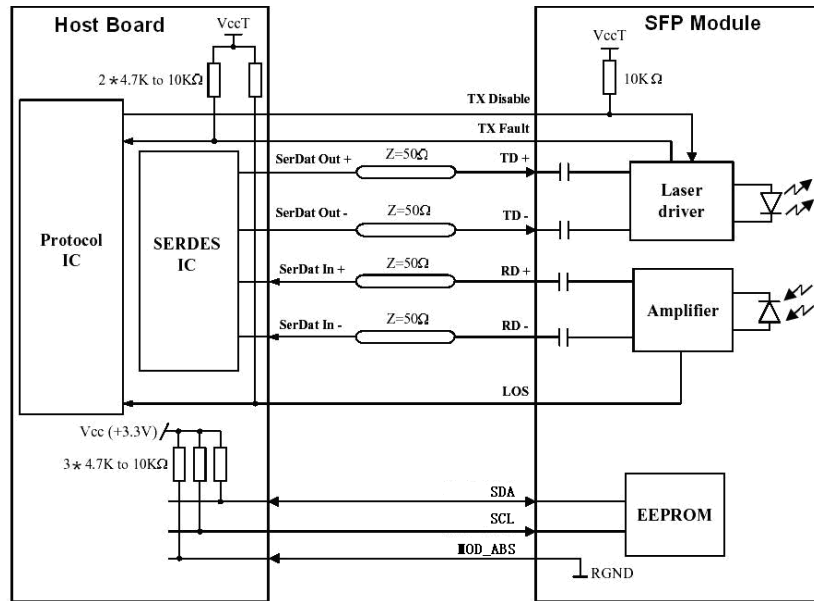 Host Board
SFP Module
VccT
VccT
2*4.7K to 10KΩ
10KΩ
TX Disable
TX Fault
SerDat Out +
Z=50Ω
TD +
SerDat Out -
Z=50Ω
TD -
Laser
driver
Protocol
IC
SERDES
IC
SerDat In +
Z=50Ω
RD +
SerDat In -
Z=50Ω
RD -
Amplifier
LOS
Vcc (+3.3V)
3*4.7K to 10KΩ
SDA
SCL
MOD_ABS
EEPROM
RGND